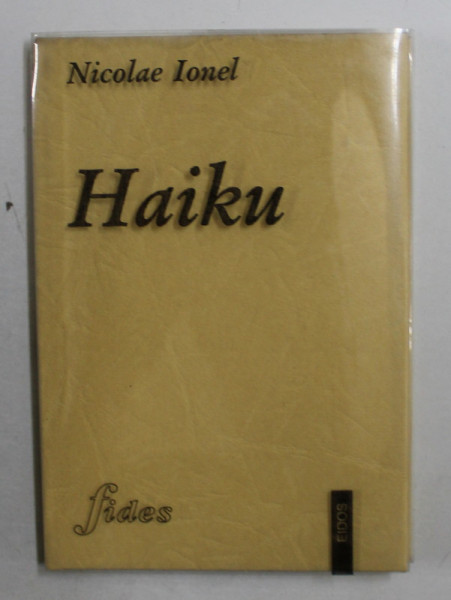 Nicolae Ionel
Haiku
fides
EIDOS